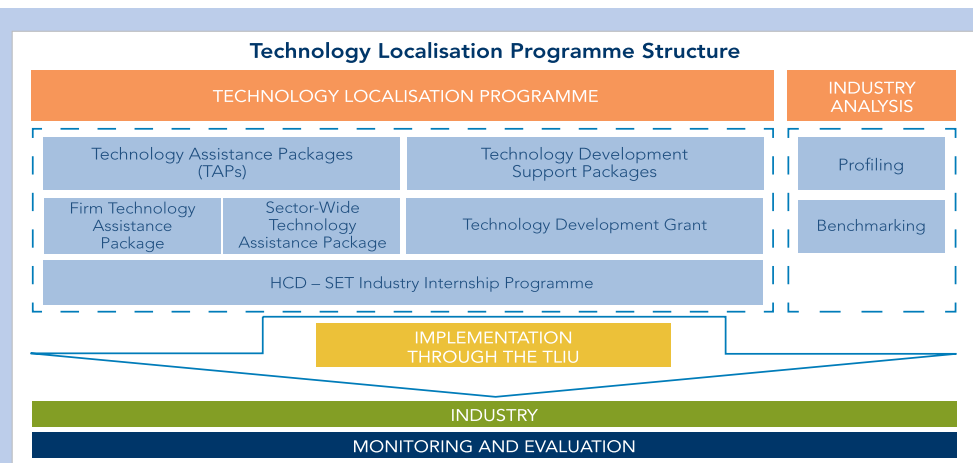 Technology Localisation Programme Structure
TECHNOLOGY LOCALISATION PROGRAMME
INDUSTRY
ANALYSIS
Technology Assistance Packages
(TAPs)
Technology Development
Support Packages
Profiling
Firm Technology
Assistance
Package
Sector-Wide
Technology
Assistance Package
Technology Development Grant
Benchmarking
HCD – SET Industry Internship Programme
IMPLEMENTATION
THROUGH THE TLIU
INDUSTRY
MONITORING AND EVALUATION